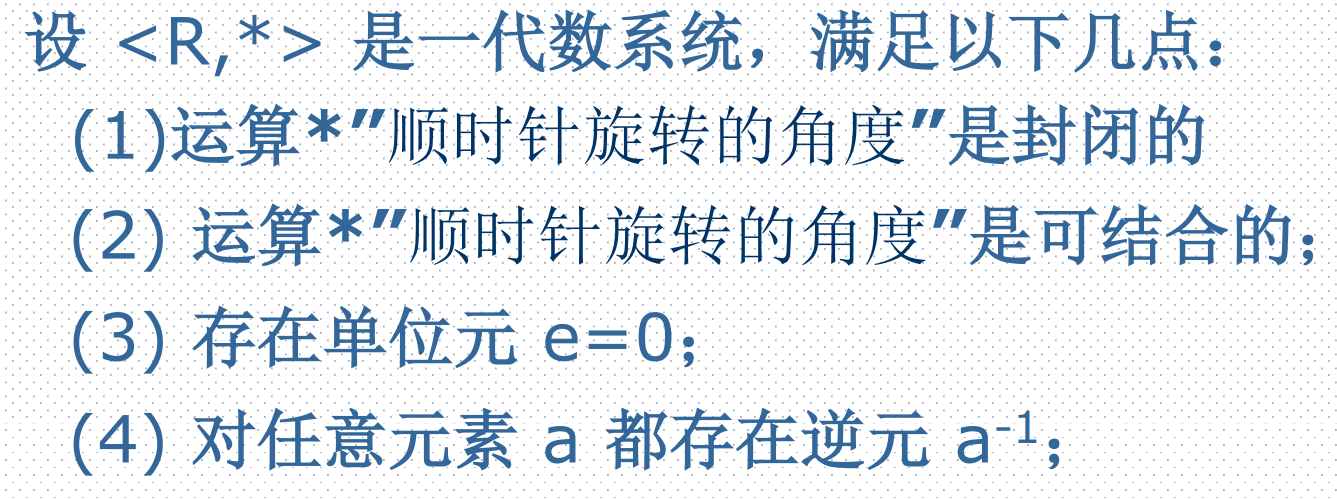 设 <R,*> 是一代数系统，满足以下几点：
(1)运算*"顺时针旋转的角度"是封闭的
(2) 运算*"顺时针旋转的角度"是可结合的；
(3) 存在单位元 e=0；
(4) 对任意元素 a 都存在逆元 a⁻¹；